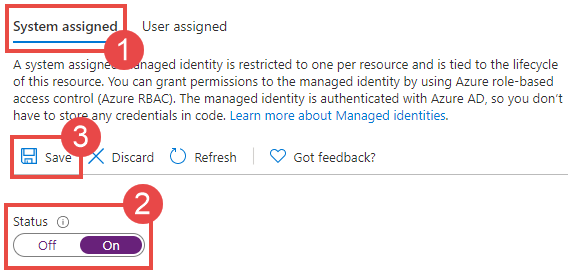 System assigned User assigned
1
A system assigned managed identity is restricted to one per resource and is tied to the lifecycle
of this resource. You can grant permissions to the managed identity by using Azure role-based
access control (Azure RBAC). The managed identity is authenticated with Azure AD, so you don't
have to store any credentials in code. Learn more about Managed identities.
3
Save Discard Refresh Got feedback?
2
Status
Off On